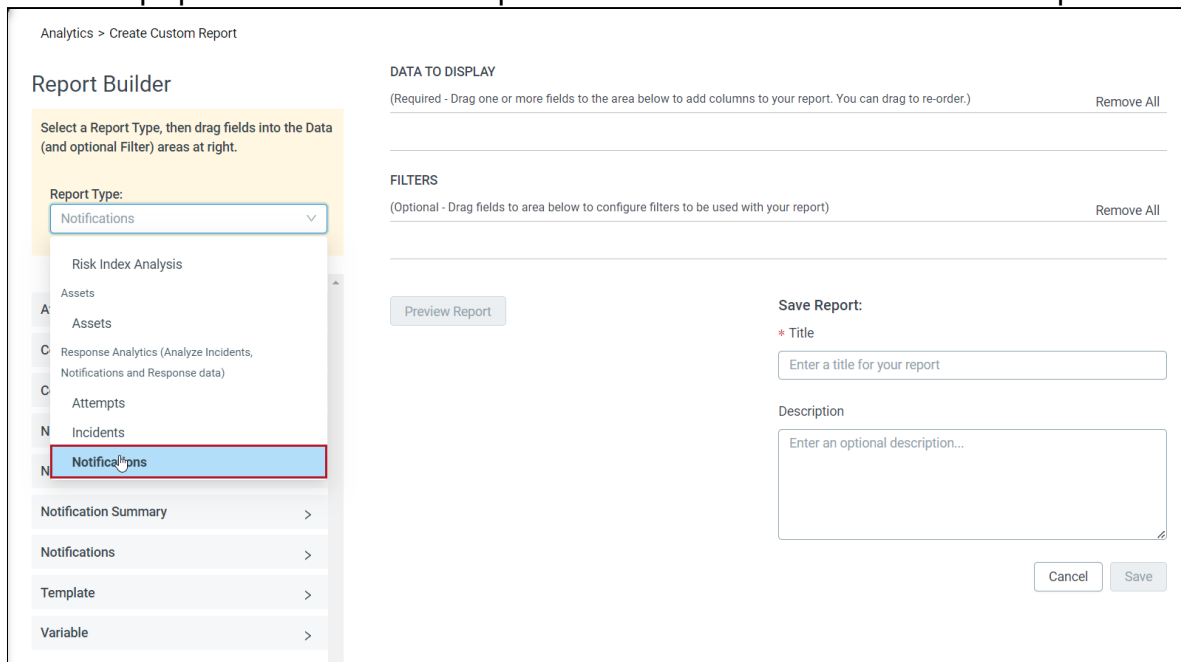 Analytics > Create Custom Report
Report Builder
Select a Report Type, then drag fields into the Data
(and optional Filter) areas at right.
Report Type:
Notifications
Risk Index Analysis
Assets
Assets
Response Analytics (Analyze Incidents,
Notifications and Response data)
Attempts
Incidents
Notifications
Notification Summary
Notifications
Template
Variable
DATA TO DISPLAY
(Required - Drag one or more fields to the area below to add columns to your report. You can drag to re-order.)
Remove All
FILTERS
(Optional - Drag fields to area below to configure filters to be used with your report)
Remove All
Preview Report
Save Report:
* Title
Enter a title for your report
Description
Enter an optional description...
Cancel
Save